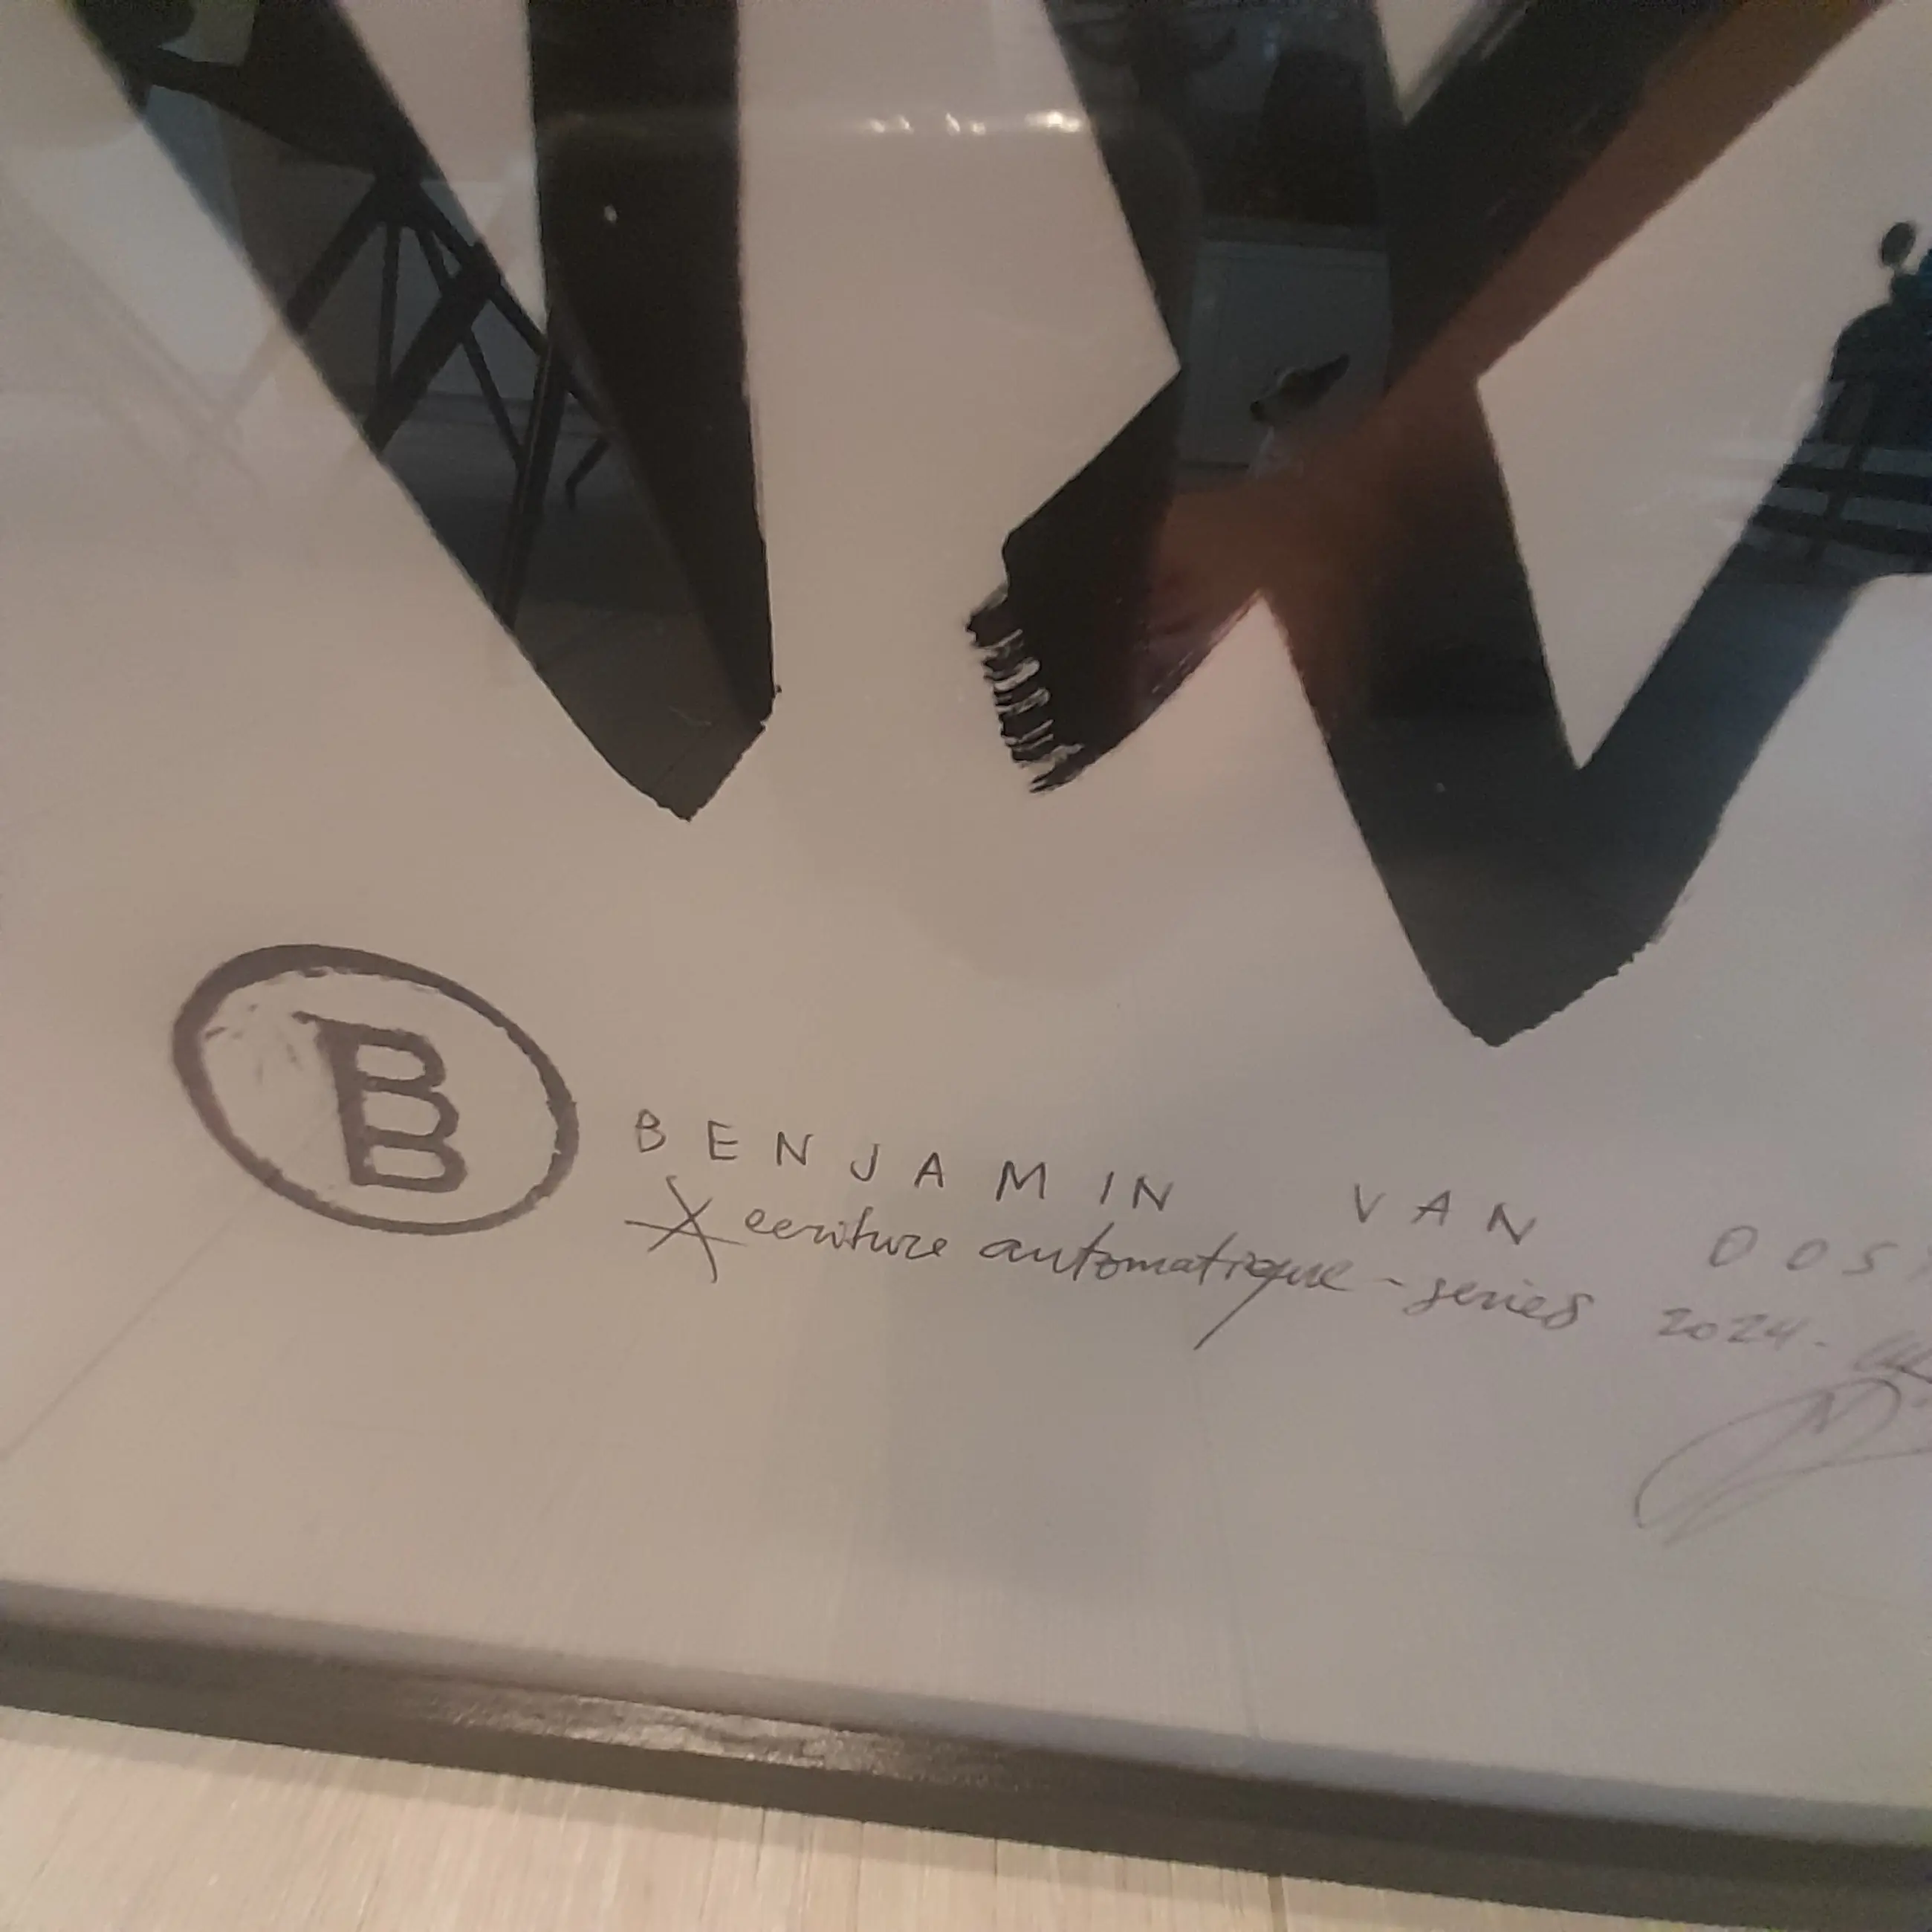 B
BENJAMIN VAN OOS
ecriture automatique - series 2024 -